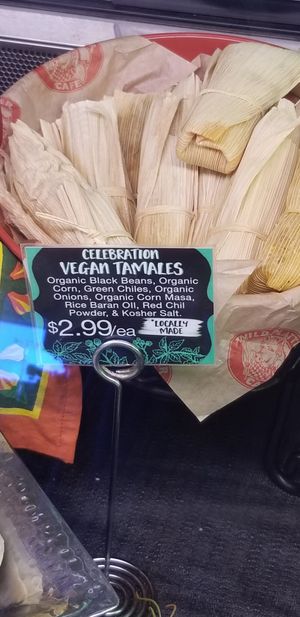 CAFE
CELEBRATION
VEGAN TAMALES
Organic Black Beans, Organic
Corn, Green Chiles, Organic
Onions, Organic Corn Masa,
Rice Baran Oil, Red Chil
Powder, & Kosher Salt.
$2.99/ea
*LOCALLY
MADE